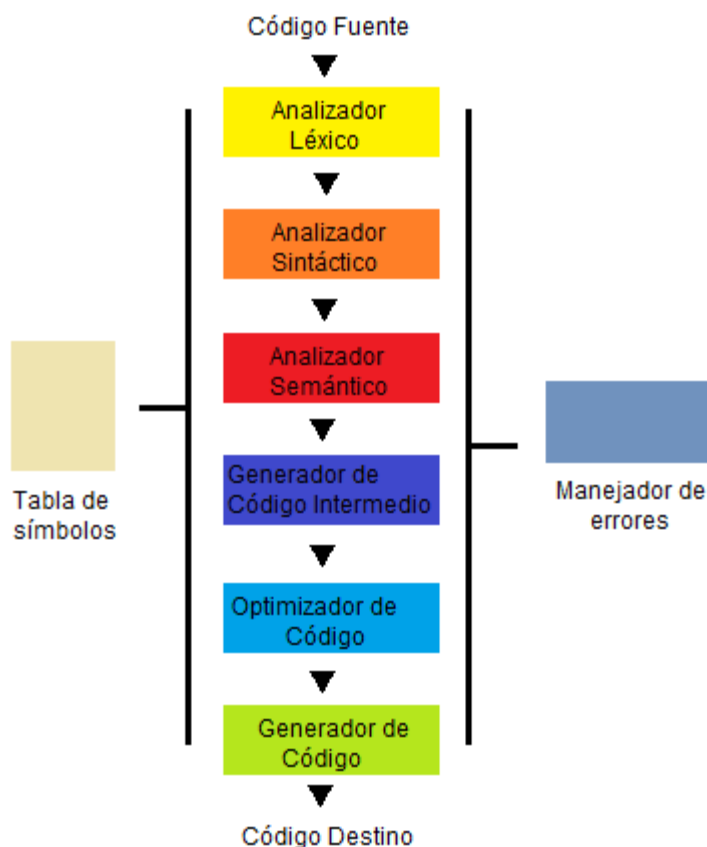 Código Fuente
Analizador
Léxico
Analizador
Sintáctico
Analizador
Semántico
Generador de
Código Intermedio
Tabla de
símbolos
Manejador de
errores
Optimizador de
Código
Generador de
Código
Código Destino